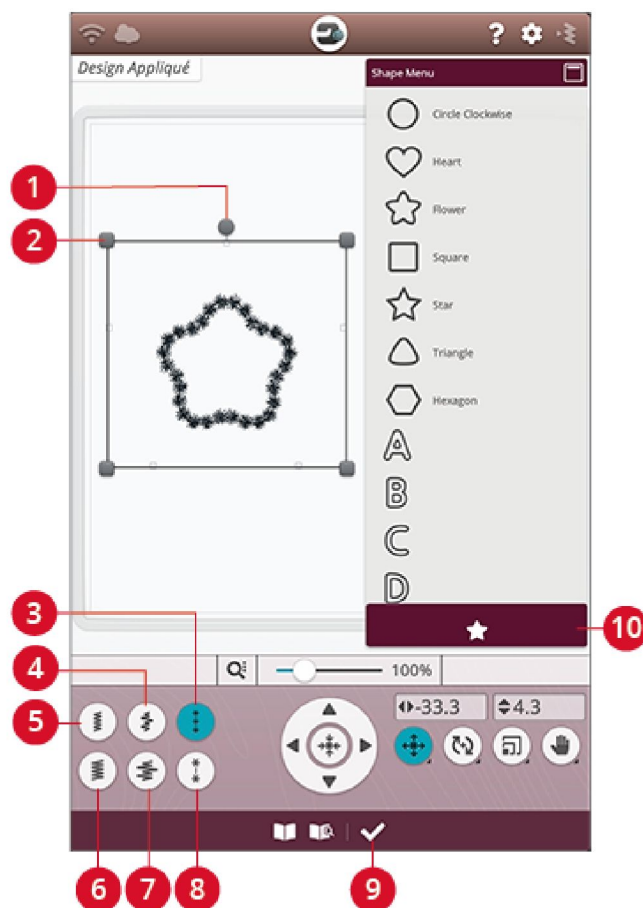 ?
Design Appliqué
Shape Menu
Circle Clockwise
Heart
Flower
Square
Star
Triangle
Hexagon
A
B
C
D
1
2
3
4
5
10
100%
-33.3
4.3
6
7
8
9